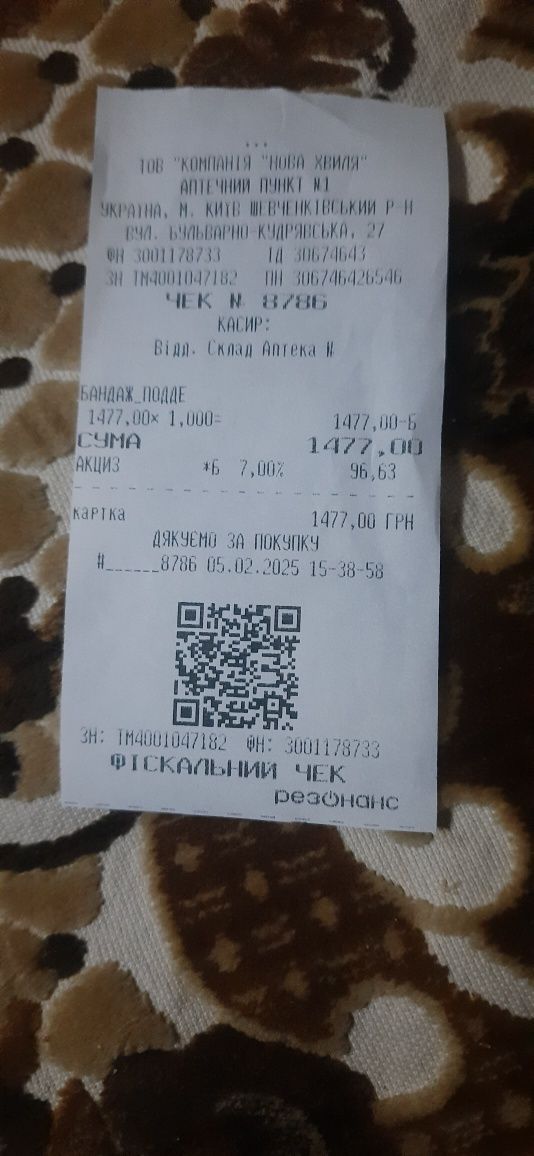 ТОВ "КОМПАНІЯ "НОВА ХВИЛЯ"
АПТЕЧНИЙ ПУНКТ №1
УКРАЇНА, М. КИЇВ ШЕВЧЕНКІВСЬКИЙ Р-Н
ВУЛ. БУЛЬВАРНО-КУДРЯВСЬКА, 27
ФН 3001178733 ІД 30674643
ЗН ТМ4001047182 ПН 306746426546
ЧЕК № 8786
КАСИР:
Відд. Склад Аптека №
БАНДАЖ_ПОДДЕ
1477,00× 1,000= 1477,00-Б
СУМА 1477,00
АКЦИЗ *Б 7,00% 96,63
картка 1477,00 ГРН
ДЯКУЄМО ЗА ПОКУПКУ
#______8786 05.02.2025 15-38-58
ЗН: ТМ4001047182 ФН: 3001178733
ФІСКАЛЬНИЙ ЧЕК
резонанс